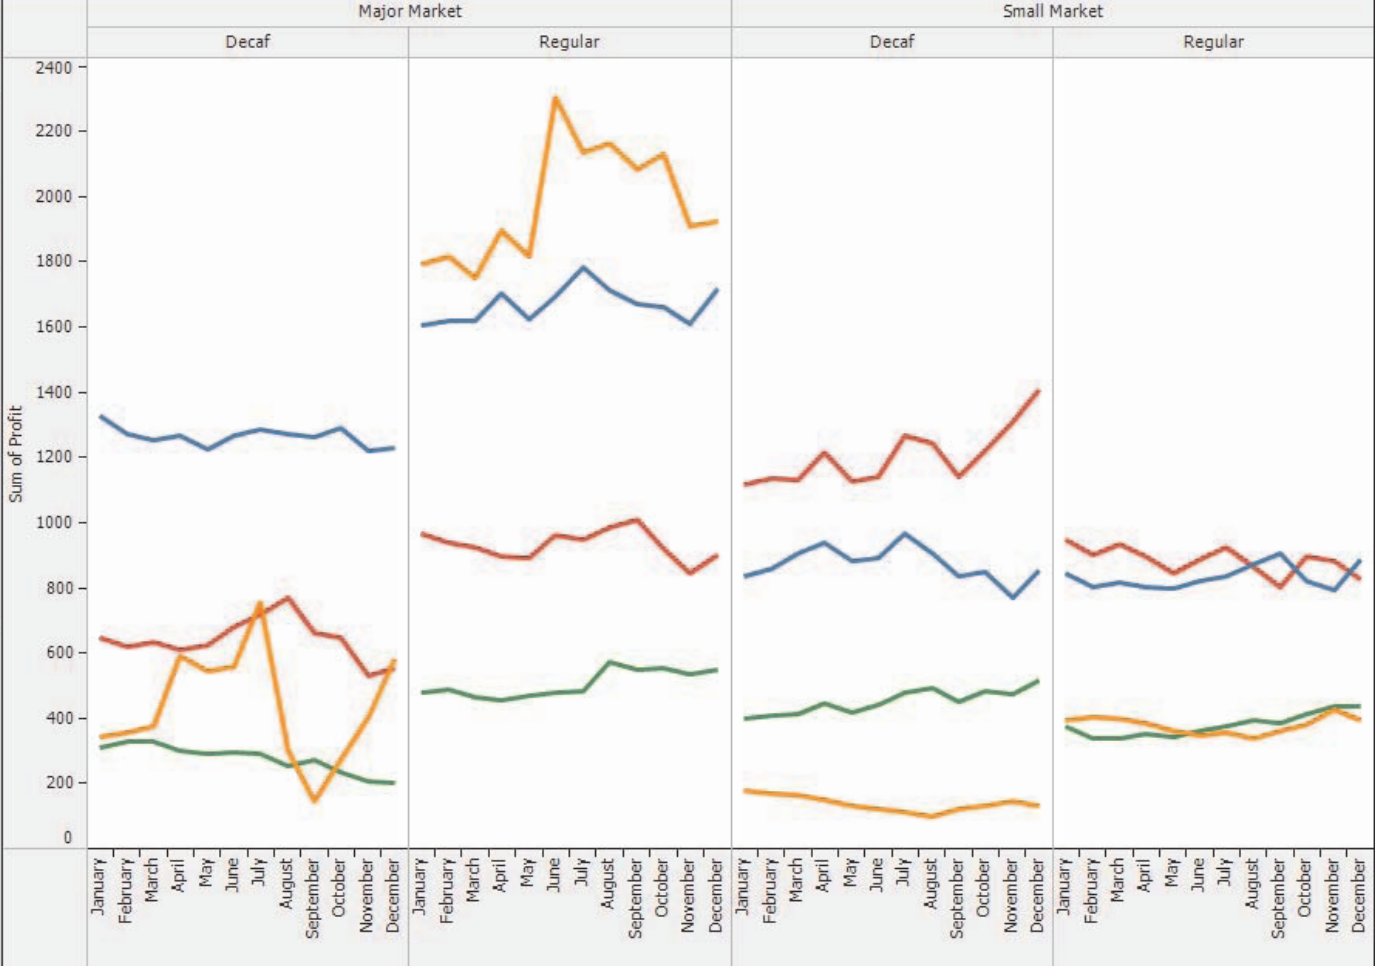 Major Market
Small Market
Decaf
Regular
Decaf
Regular
Sum of Profit
2400
2200
2000
1800
1600
1400
1200
1000
800
600
400
200
0
January
February
March
April
May
June
July
August
September
October
November
December
January
February
March
April
May
June
July
August
September
October
November
December
January
February
March
April
May
June
July
August
September
October
November
December
January
February
March
April
May
June
July
August
September
October
November
December